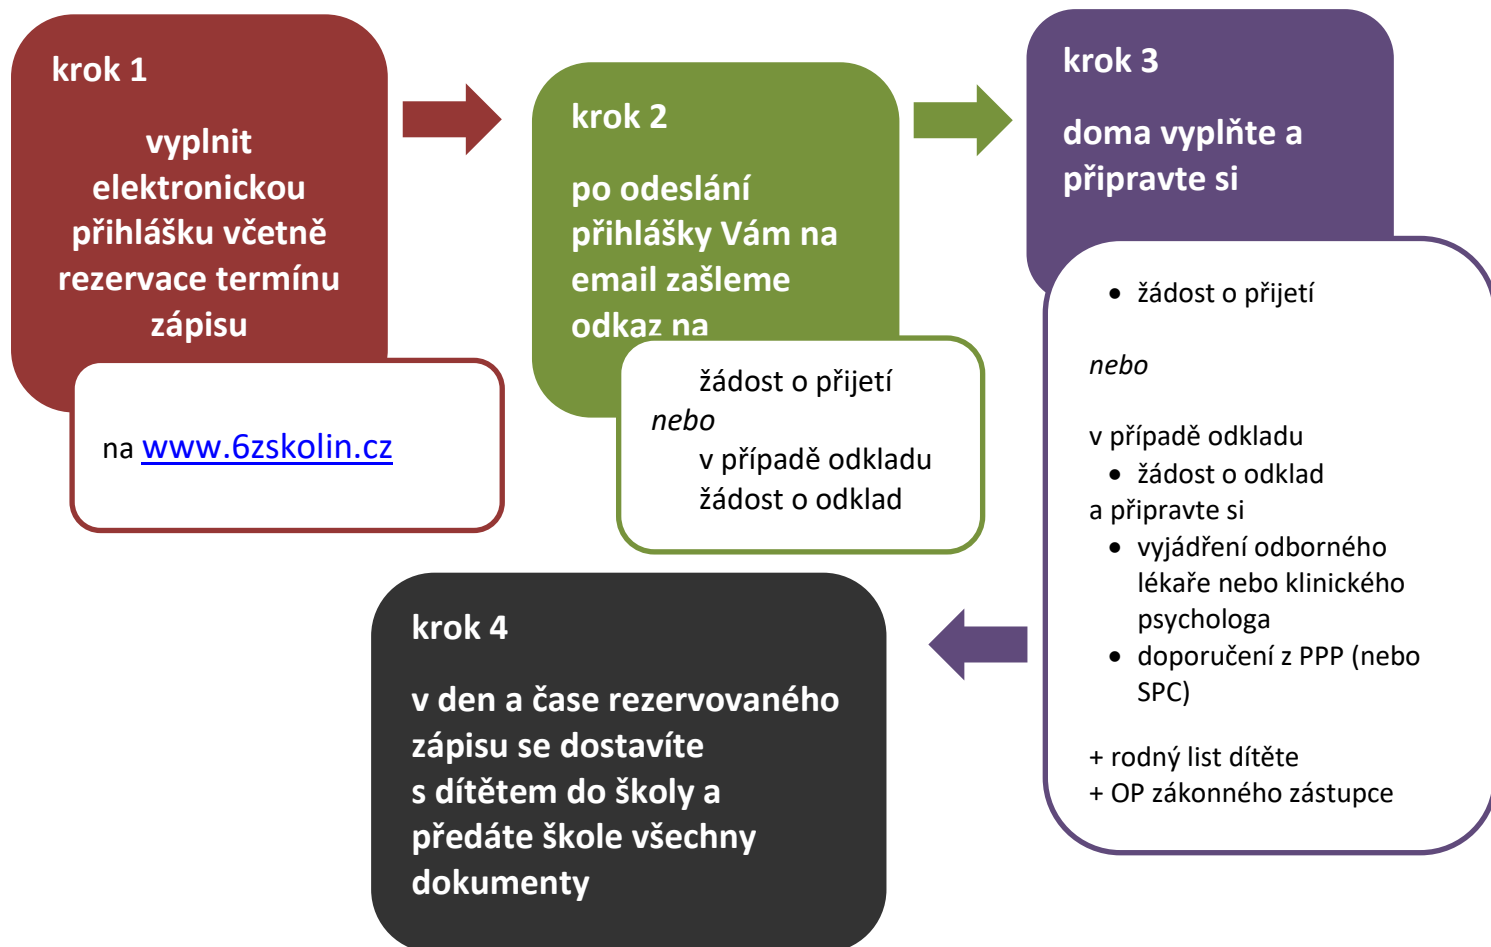 krok 1
vyplnit
elektronickou
přihlášku včetně
rezervace termínu
zápisu
na www.6zskolin.cz
krok 2
po odeslání
přihlášky Vám na
email zašleme
odkaz na
žádost o přijetí
nebo
v případě odkladu
žádost o odklad
krok 3
doma vyplňte a
připravte si
• žádost o přijetí
nebo
v případě odkladu
• žádost o odklad
a připravte si
• vyjádření odborného
lékaře nebo klinického
psychologa
• doporučení z PPP (nebo
SPC)
+ rodný list dítěte
+ OP zákonného zástupce
krok 4
v den a čase rezervovaného
zápisu se dostavíte
s dítětem do školy a
předáte škole všechny
dokumenty